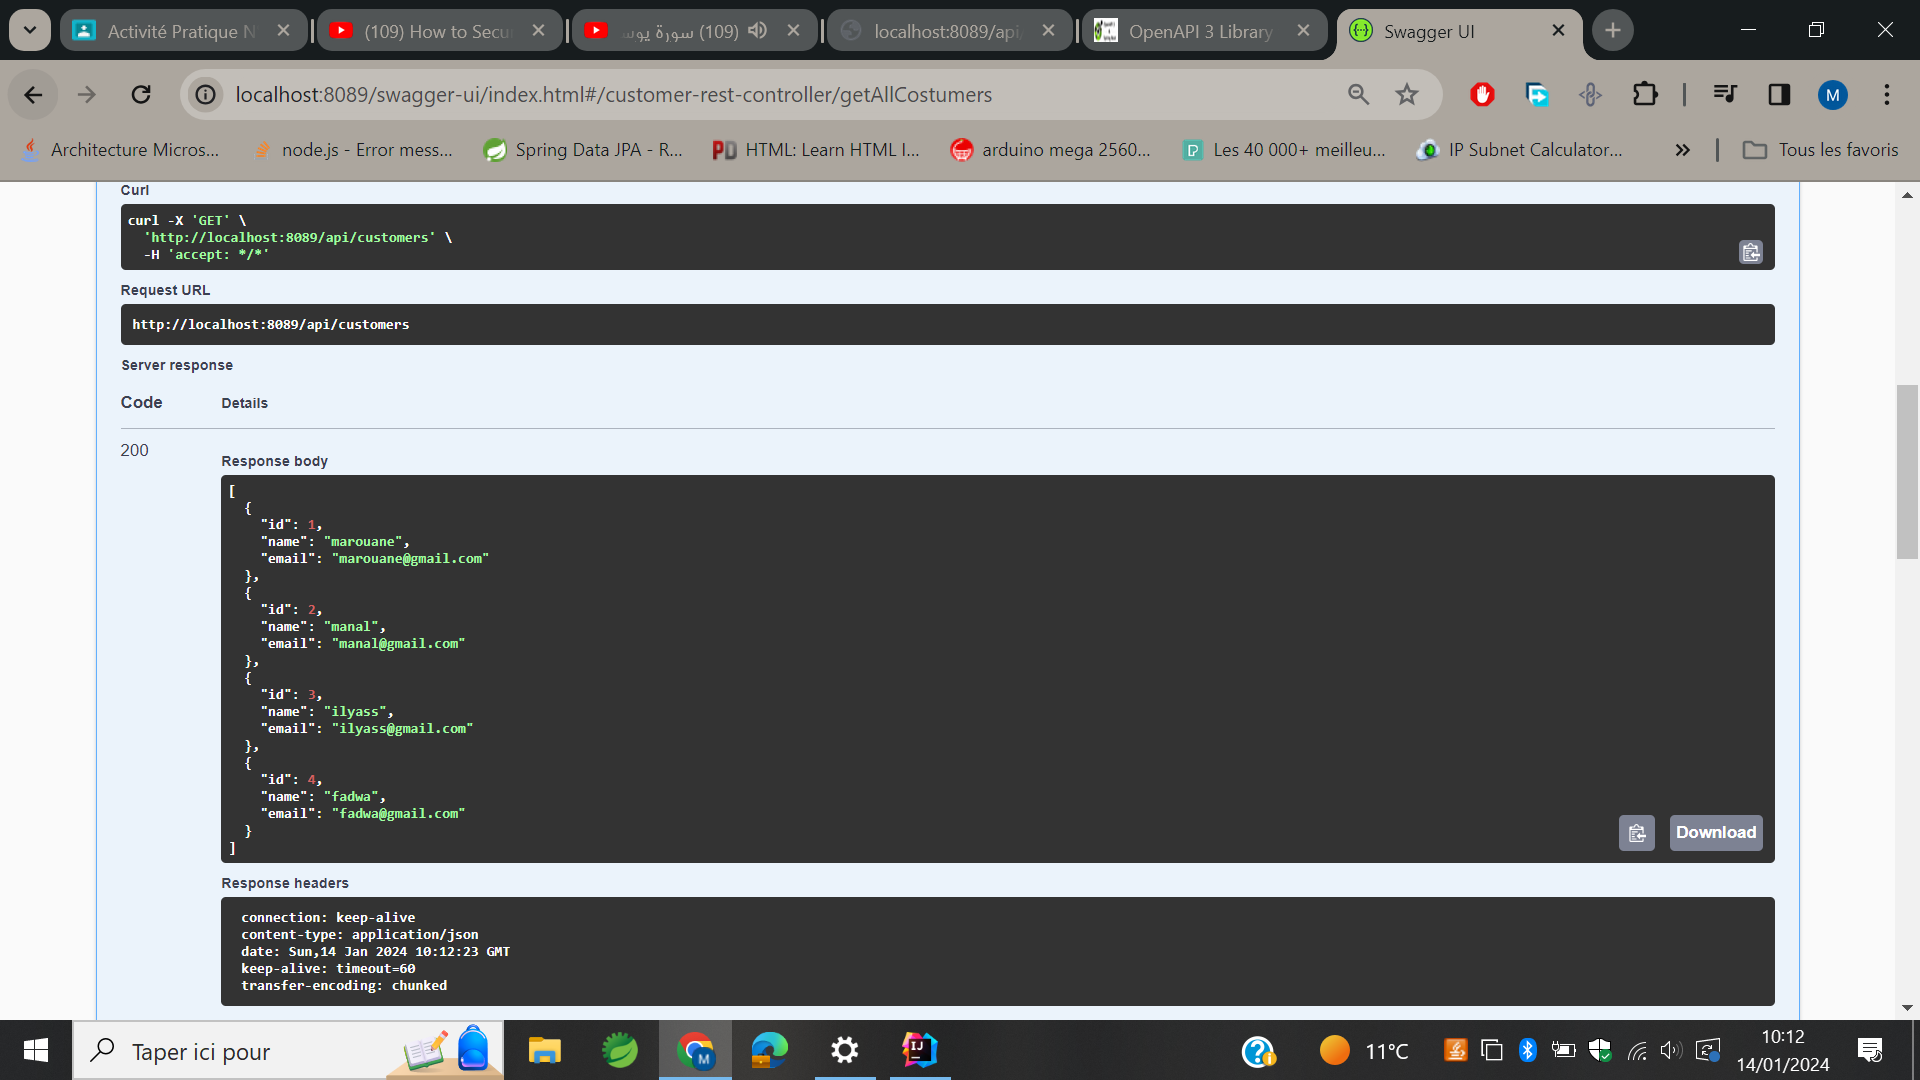 Activité Pratique N
(109) How to Secu
(109) سورة يوس
localhost:8089/api/
OpenAPI 3 Library
Swagger UI
localhost:8089/swagger-ui/index.html#/customer-rest-controller/getAllCostumers
M
Architecture Micros...
node.js - Error mess...
Spring Data JPA - R...
PD
HTML: Learn HTML I...
arduino mega 2560...
P
Les 40 000+ meilleu...
IP Subnet Calculator...
Tous les favoris
Curl
curl -X 'GET' \
'http://localhost:8089/api/customers' \
-H 'accept: */*'
Request URL
http://localhost:8089/api/customers
Server response
Code
Details
200
Response body
[
{
"id": 1,
"name": "marouane",
"email": "marouane@gmail.com"
},
{
"id": 2,
"name": "manal",
"email": "manal@gmail.com"
},
{
"id": 3,
"name": "ilyass",
"email": "ilyass@gmail.com"
},
{
"id": 4,
"name": "fadwa",
"email": "fadwa@gmail.com"
}
]
Download
Response headers
connection: keep-alive
content-type: application/json
date: Sun,14 Jan 2024 10:12:23 GMT
keep-alive: timeout=60
transfer-encoding: chunked
Taper ici pour
M
IJ
11°C
10:12
14/01/2024